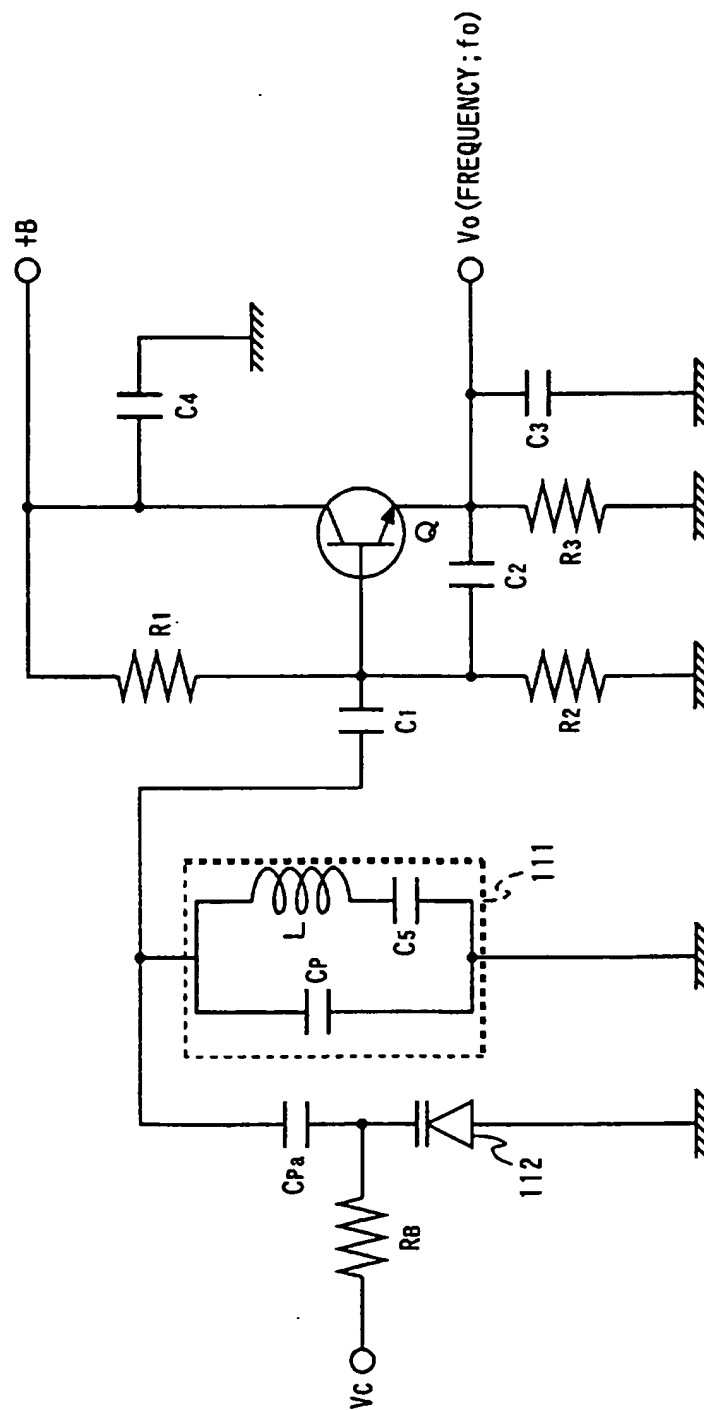 +B
Vo(FREQUENCY;fo)
C4
R1
Q
C3
C1
C2
R3
R2
111
L
C5
CP
CPa
112
RB
Vc